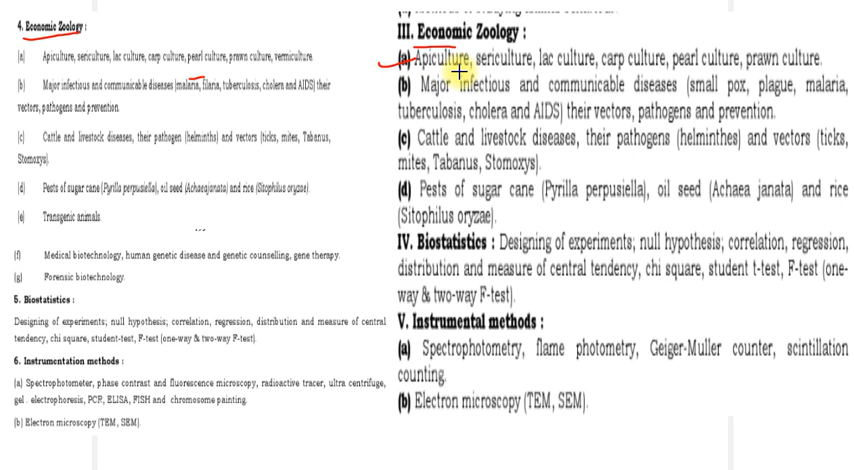 4. Economic Zoology :
(a) Apiculture, sericulture, lac culture, carp culture, pearl culture, prawn culture, vermiculture.
(b) Major infectious and communicable diseases (malaria, filaria, tuberculosis, cholera and AIDS) their
vectors, pathogens and prevention.
(c) Cattle and livestock diseases, their pathogen (helminths) and vectors (ticks, mites, Tabanus,
Stomoxys).
(d) Pests of sugar cane (Pyrilla perpusiella), oil seed (Achaeajanata) and rice (Sitophilus oryzae).
(e) Transgenic animals.
(f) Medical biotechnology, human genetic disease and genetic counselling, gene therapy.
(g) Forensic biotechnology
5. Biostatistics :
Designing of experiments; null hypothesis; correlation, regression, distribution and measure of central
tendency, chi square, student-test, F-test (one-way & two-way F-test).
6. Instrumentation methods :
(a) Spectrophotometer, phase contrast and fluorescence microscopy, radioactive tracer, ultra centrifuge,
gel electrophoresis, PCR, ELISA, FISH and chromosome painting.
(b) Electron microscopy (TEM, SEM).
III. Economic Zoology :
(a) Apiculture, sericulture, lac culture, carp culture, pearl culture, prawn culture.
(b) Major infectious and communicable diseases (small pox, plague, malaria,
tuberculosis, cholera and AIDS) their vectors, pathogens and prevention.
(c) Cattle and livestock diseases, their pathogens (helminthes) and vectors (ticks,
mites, Tabanus, Stomoxys).
(d) Pests of sugar cane (Pyrilla perpusiella), oil seed (Achaea janata) and rice
(Sitophilus oryzae).
IV. Biostatistics : Designing of experiments; null hypothesis; correlation, regression,
distribution and measure of central tendency, chi square, student t-test, F-test (one-
way & two-way F-test).
V. Instrumental methods :
(a) Spectrophotometry, flame photometry, Geiger-Muller counter, scintillation
counting.
(b) Electron microscopy (TEM, SEM).